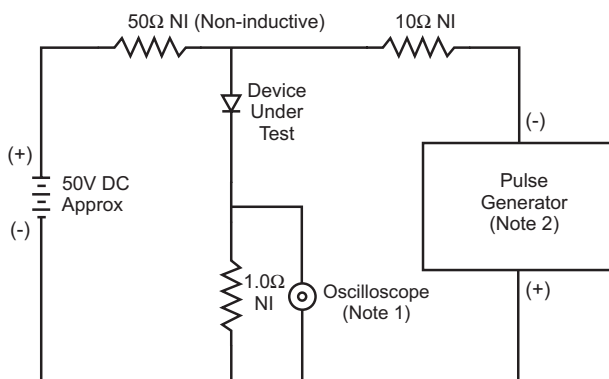 50Ω NI (Non-inductive)
10Ω NI
Device
Under
Test
(+)
50V DC
Approx
(-)
1.0Ω
NI
Oscilloscope
(Note 1)
(-)
Pulse
Generator
(Note 2)
(+)